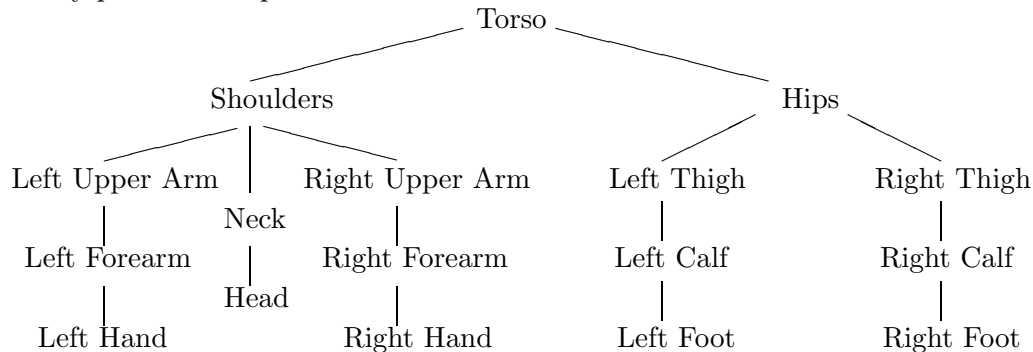 Torso
Shoulders Hips
Left Upper Arm Right Upper Arm Left Thigh Right Thigh
Neck
Left Forearm Right Forearm Left Calf Right Calf
Head
Left Hand Right Hand Left Foot Right Foot